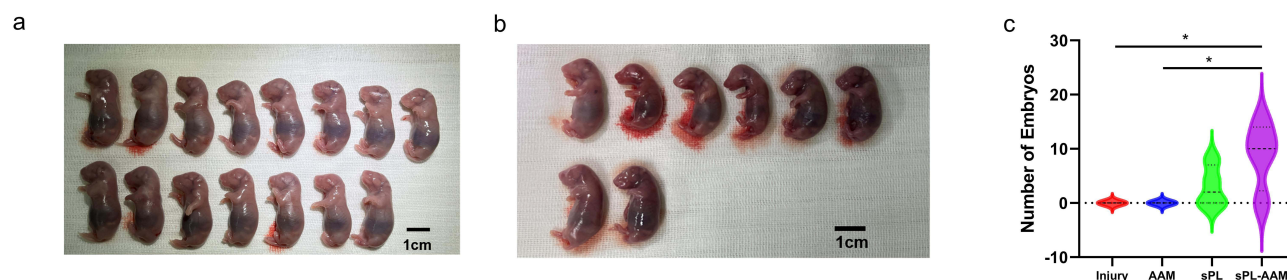 a
1cm
b
1cm
c
Number of Embryos
30
20
10
0
-10
*
*
Injury
AAM
sPL
sPL-AAM